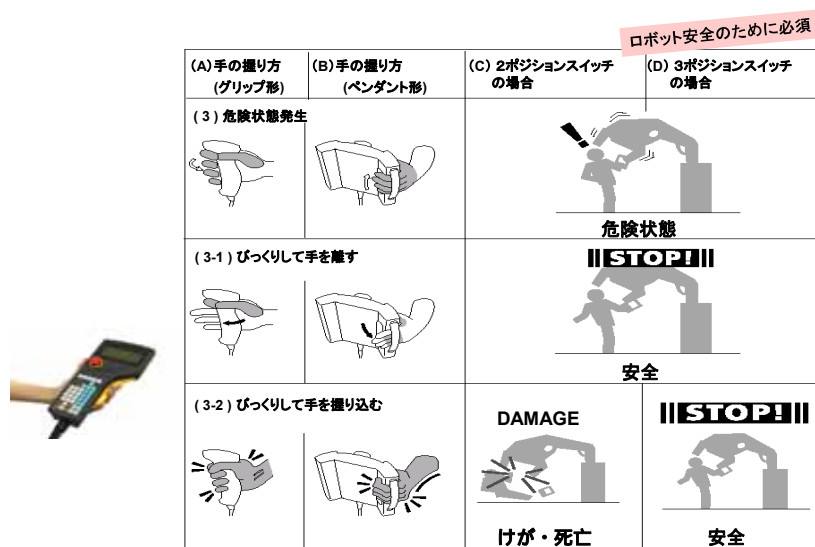 ロボット安全のために必須
(A)手の握り方
(グリップ形)
(B)手の握り方
(ペンダント形)
(C) 2ポジションスイッチ
の場合
(D) 3ポジションスイッチ
の場合
( 3 ) 危険状態発生
危険状態
( 3-1 ) びっくりして手を離す
STOP!
安全
( 3-2 ) びっくりして手を握り込む
DAMAGE
STOP!
けが・死亡
安全